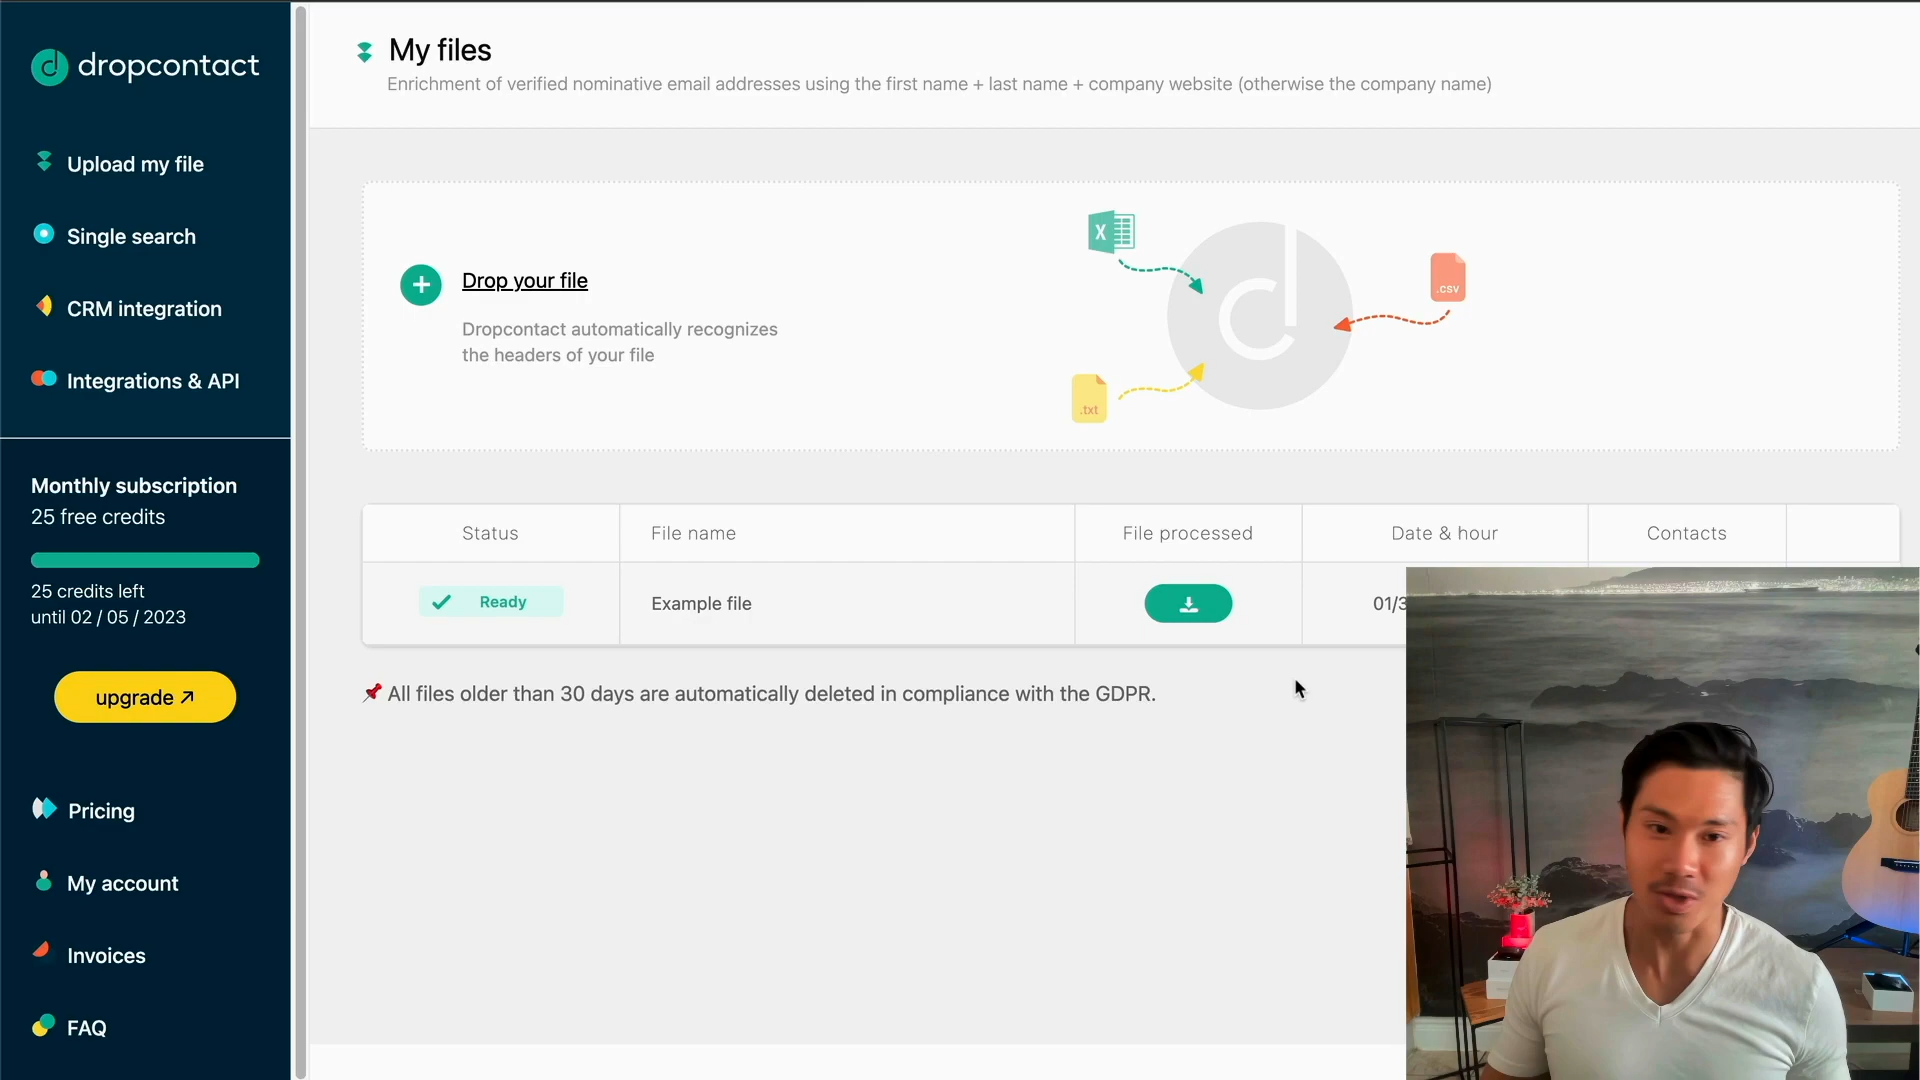 dropcontact
Upload my file
Single search
CRM integration
Integrations & API
Monthly subscription
25 free credits
25 credits left
until 02 / 05 / 2023
upgrade
Pricing
My account
Invoices
FAQ
My files
Enrichment of verified nominative email addresses using the first name + last name + company website (otherwise the company name)
Drop your file
Dropcontact automatically recognizes
the headers of your file
X
.csv
.txt
Status File name File processed Date & hour Contacts
Ready Example file 01/3
All files older than 30 days are automatically deleted in compliance with the GDPR.